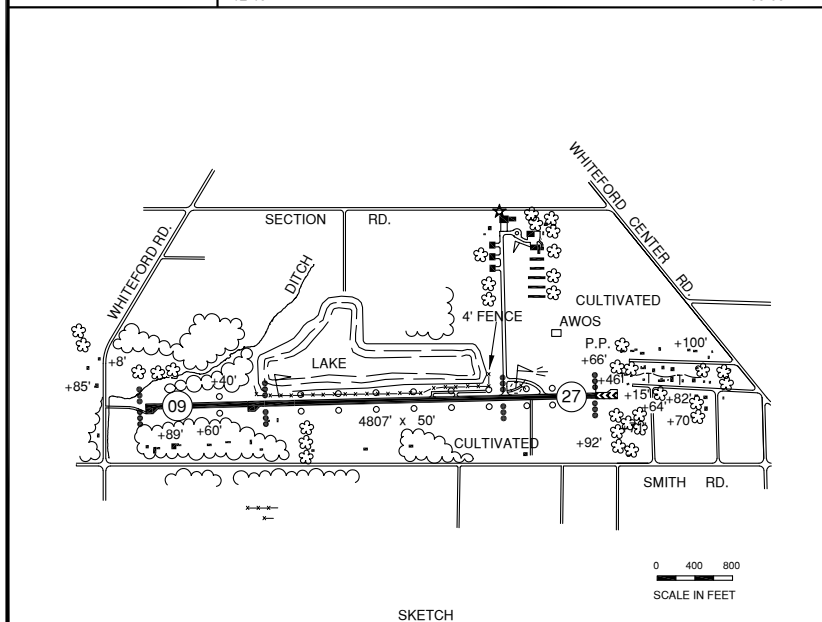 WHITEFORD CENTER RD.
SECTION RD.
WHITEFORD RD.
DITCH
CULTIVATED
4' FENCE
AWOS
P.P.
+100'
+8'
LAKE
+66'
+85'
+40'
+46'
09
27
+15'
+82'
+64'
4807' x 50'
+70'
+89'
+60'
CULTIVATED
+92'
SMITH RD.
0 400 800
SCALE IN FEET
SKETCH